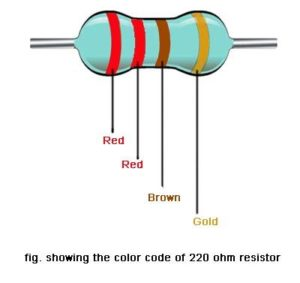 Red
Red
Brown
Gold
fig. showing the color code of 220 ohm resistor